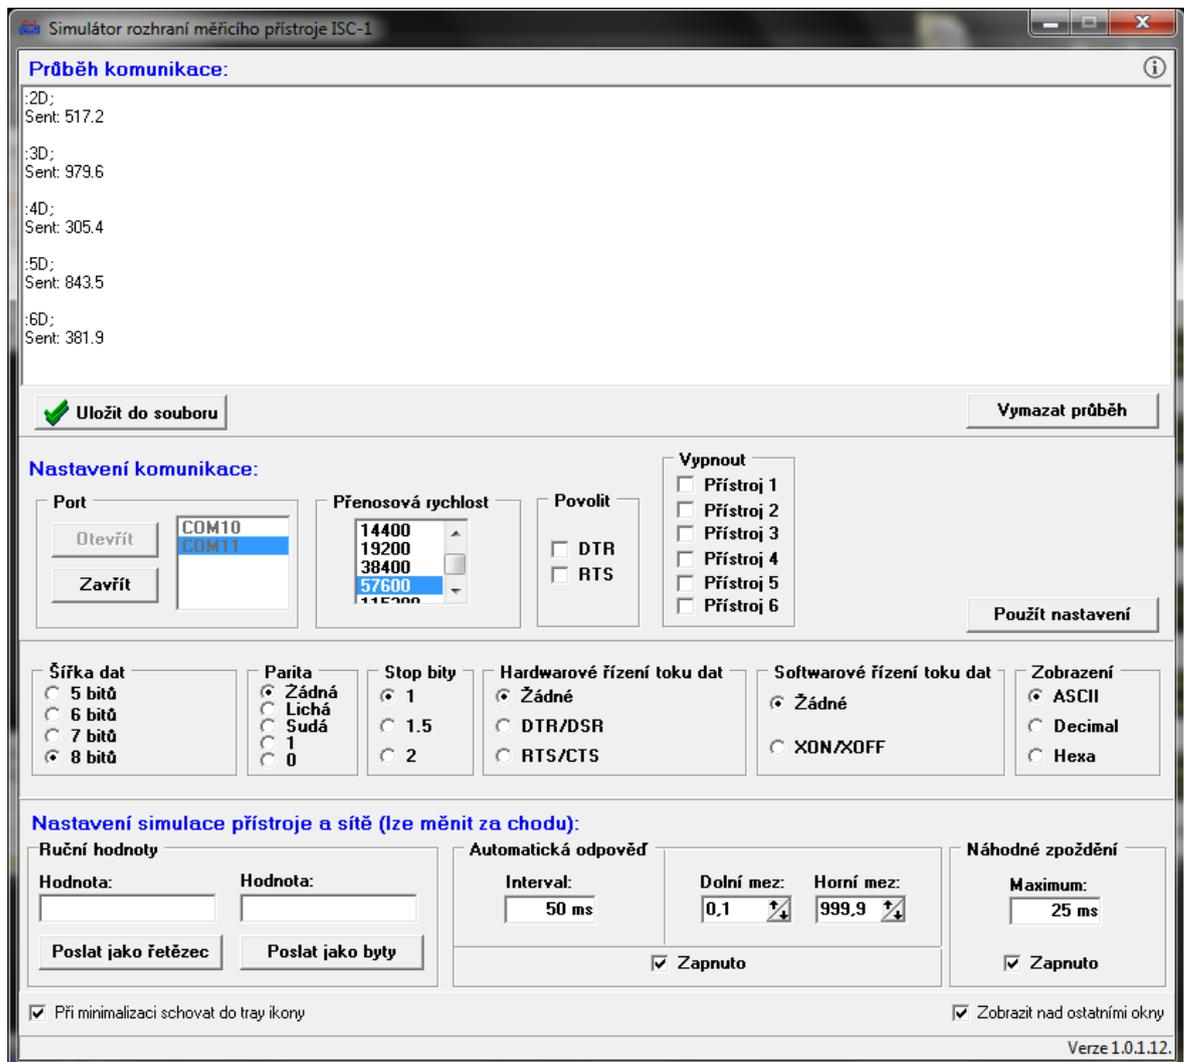 Simulátor rozhraní měřicího přístroje ISC-1
Průběh komunikace:
:2D;
Sent: 517.2
:3D;
Sent: 979.6
:4D;
Sent: 305.4
:5D;
Sent: 843.5
:6D;
Sent: 381.9
Uložit do souboru
Vymazat průběh
Nastavení komunikace:
Port
Otevřít
Zavřít
COM10
COM11
Přenosová rychlost
14400
19200
38400
57600
115200
Povolit
DTR
RTS
Vypnout
Přístroj 1
Přístroj 2
Přístroj 3
Přístroj 4
Přístroj 5
Přístroj 6
Použít nastavení
Šířka dat
5 bitů
6 bitů
7 bitů
8 bitů
Parita
Žádná
Lichá
Sudá
1
0
Stop bity
1
1.5
2
Hardwarové řízení toku dat
Žádné
DTR/DSR
RTS/CTS
Softwarové řízení toku dat
Žádné
XON/XOFF
Zobrazení
ASCII
Decimal
Hexa
Nastavení simulace přístroje a sítě (lze měnit za chodu):
Ruční hodnoty
Hodnota:
Hodnota:
Poslat jako řetězec
Poslat jako byty
Automatická odpověď
Interval:
50 ms
Dolní mez:
0,1
Horní mez:
999,9
Zapnuto
Náhodné zpoždění
Maximum:
25 ms
Zapnuto
Při minimalizaci schovat do tray ikony
Zobrazit nad ostatními okny
Verze 1.0.1.12.